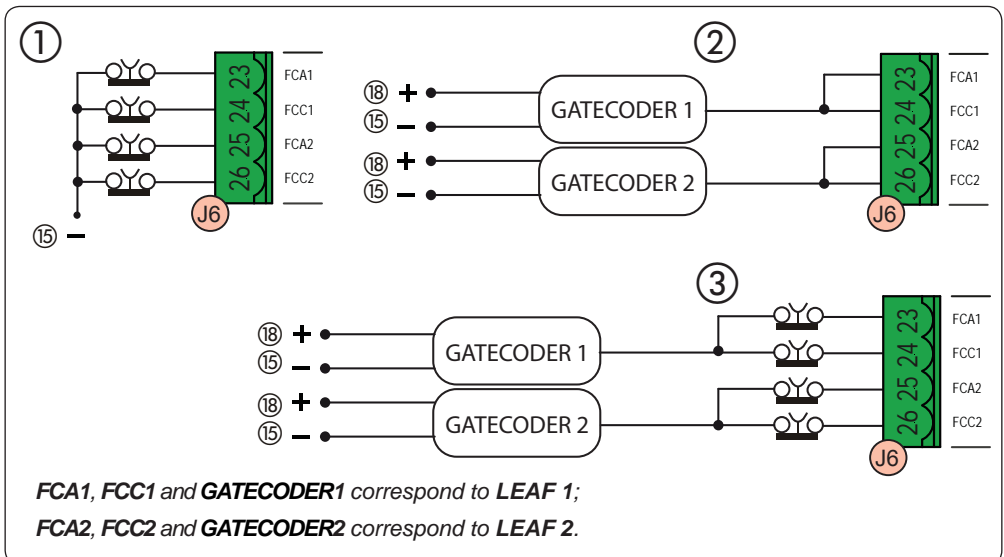 ①
23 FCA1
24 FCC1
25 FCA2
26 FCC2
J6
⑮ −
②
⑱ +
⑮ −
GATECODER 1
⑱ +
⑮ −
GATECODER 2
23 FCA1
24 FCC1
25 FCA2
26 FCC2
J6
③
⑱ +
⑮ −
GATECODER 1
⑱ +
⑮ −
GATECODER 2
23 FCA1
24 FCC1
25 FCA2
26 FCC2
J6
FCA1, FCC1 and GATECODER1 correspond to LEAF 1;
FCA2, FCC2 and GATECODER2 correspond to LEAF 2.